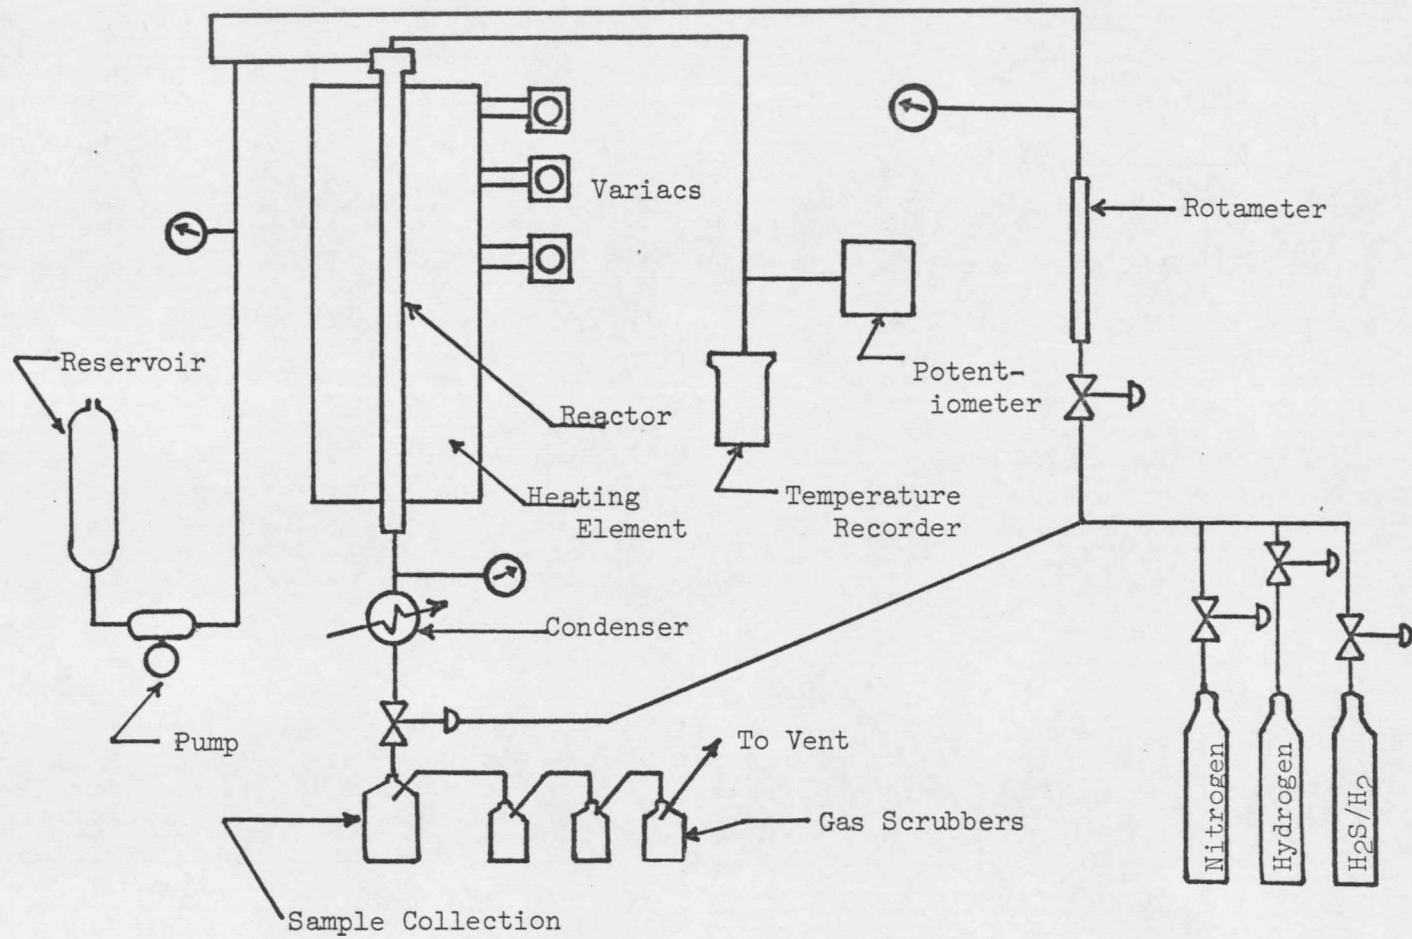 Variacs
Rotameter
Reservoir
Potent-
iometer
Reactor
Heating
Element
Temperature
Recorder
Condenser
Pump
To Vent
Gas Scrubbers
Nitrogen
Hydrogen
H2S/H2
Sample Collection